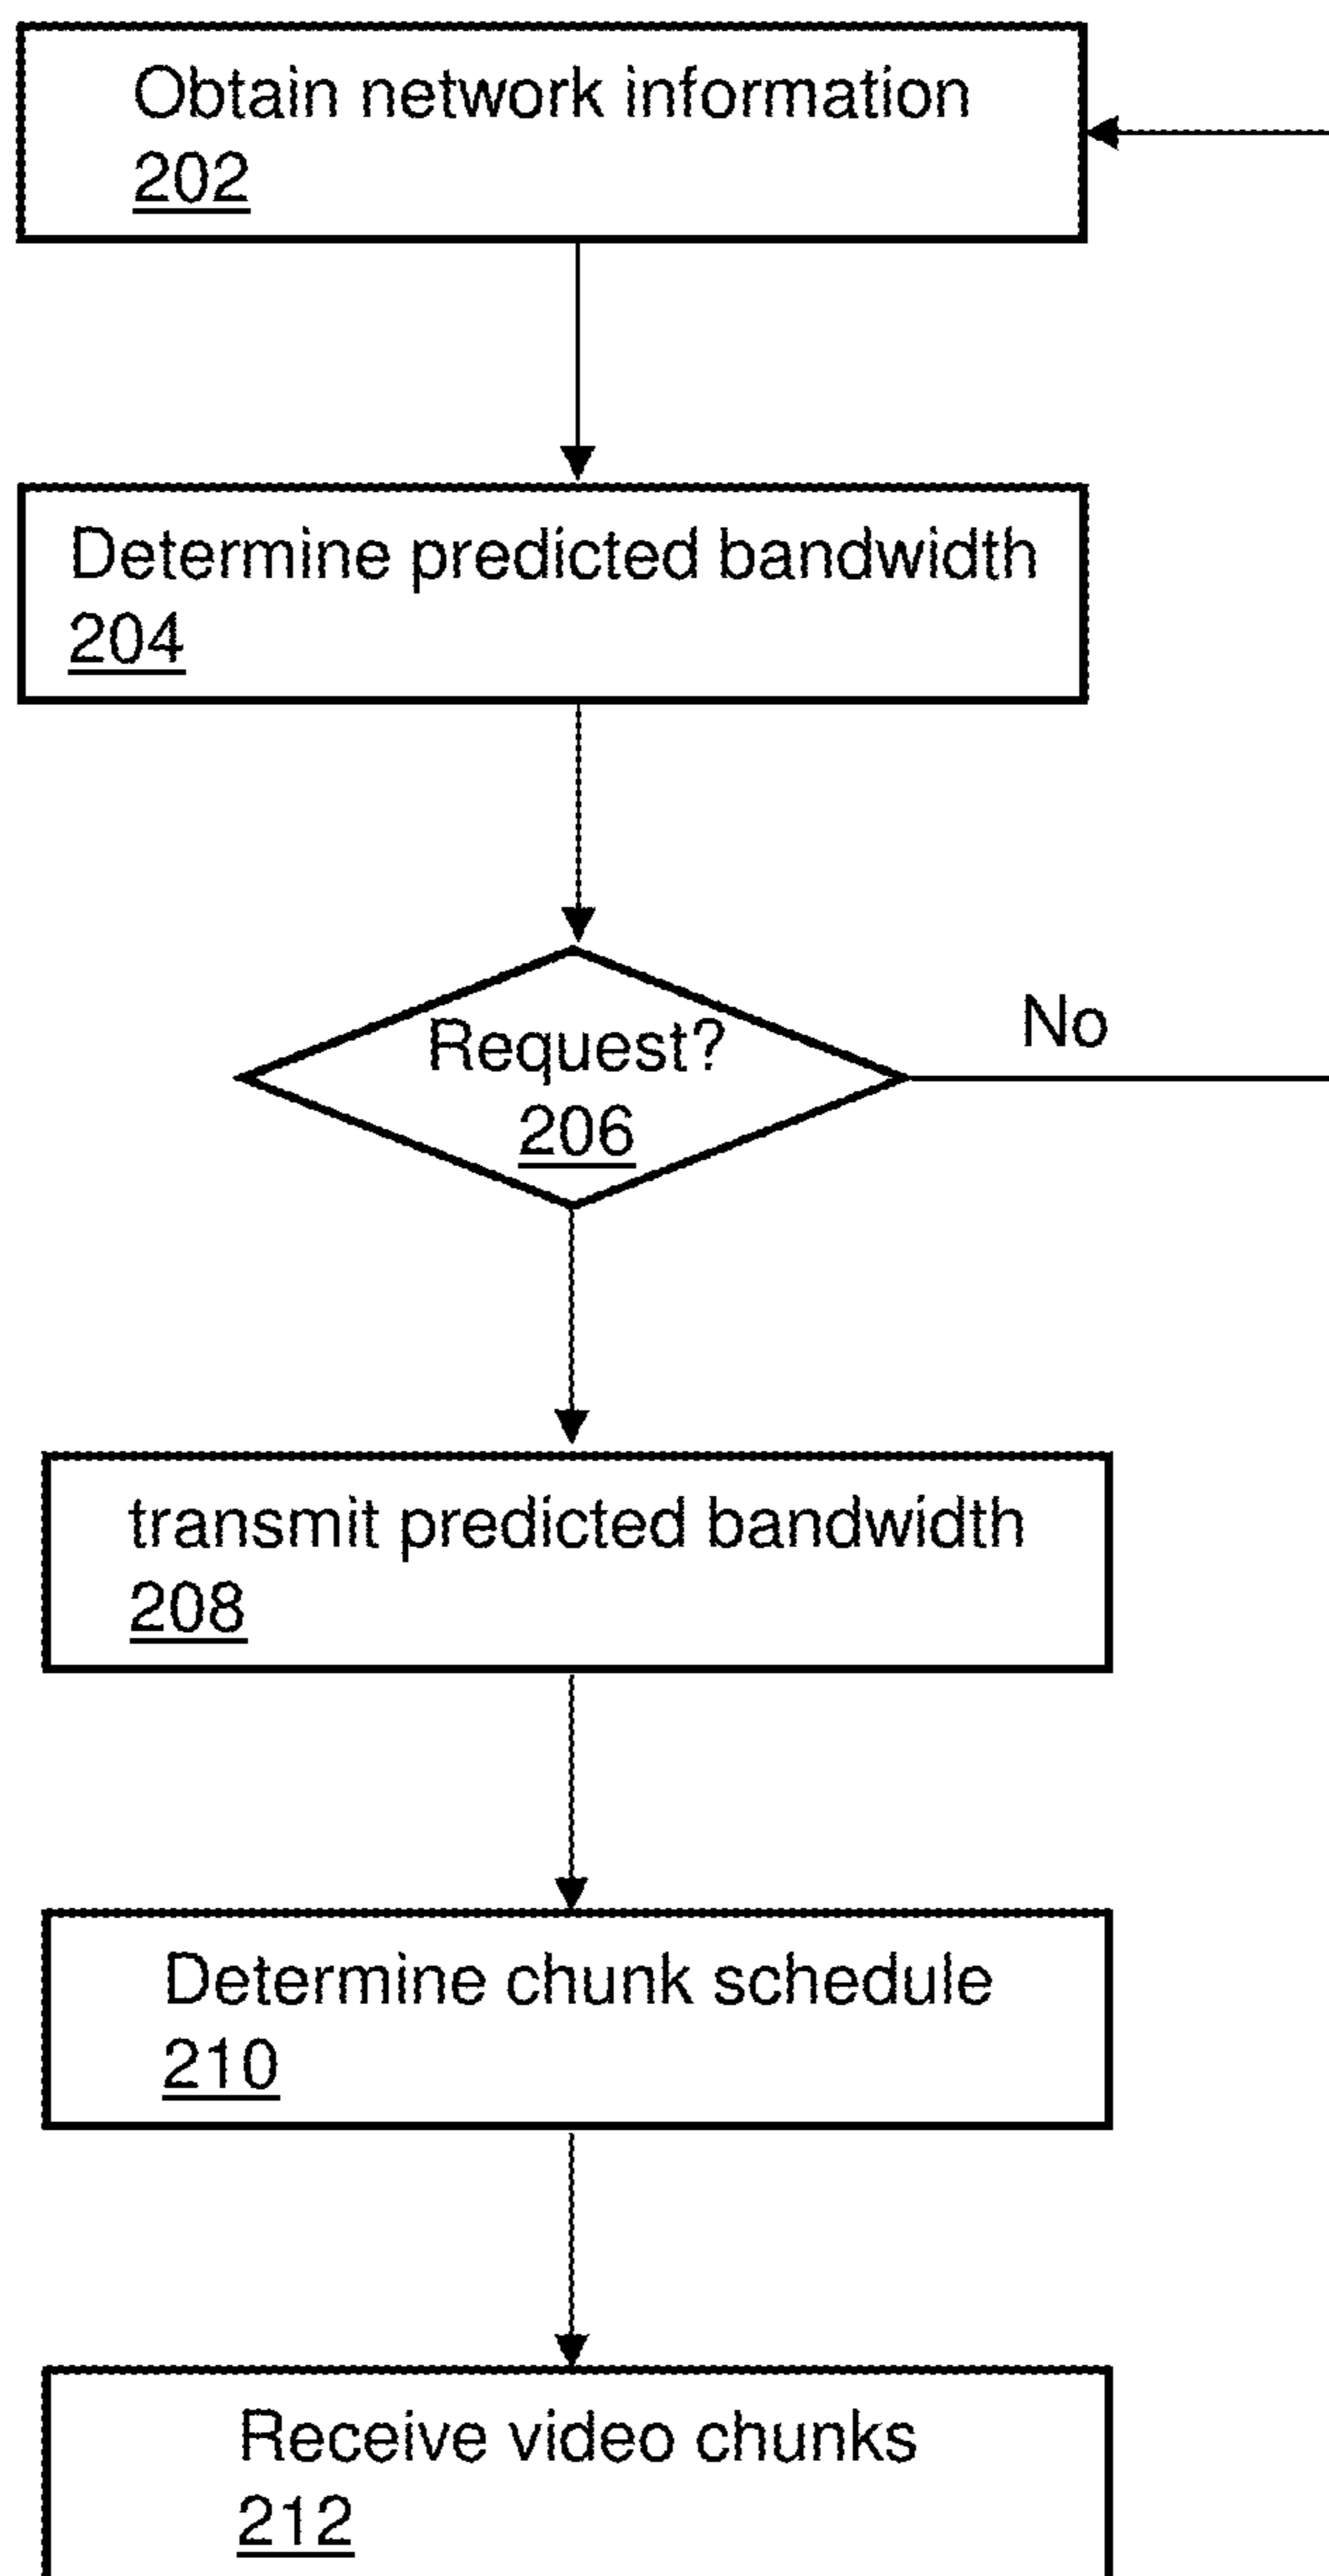 Obtain network information
202
Determine predicted bandwidth
204
Request?
206
No
transmit predicted bandwidth
208
Determine chunk schedule
210
Receive video chunks
212